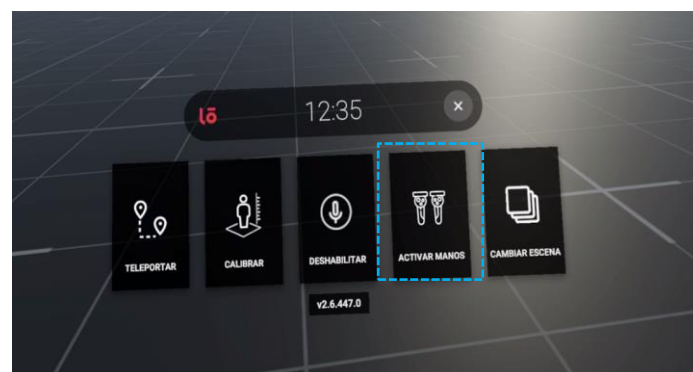 lō
12:35
TELEPORTAR
CALIBRAR
DESHABILITAR
ACTIVAR MANOS
CAMBIAR ESCENA
v2.6.447.0